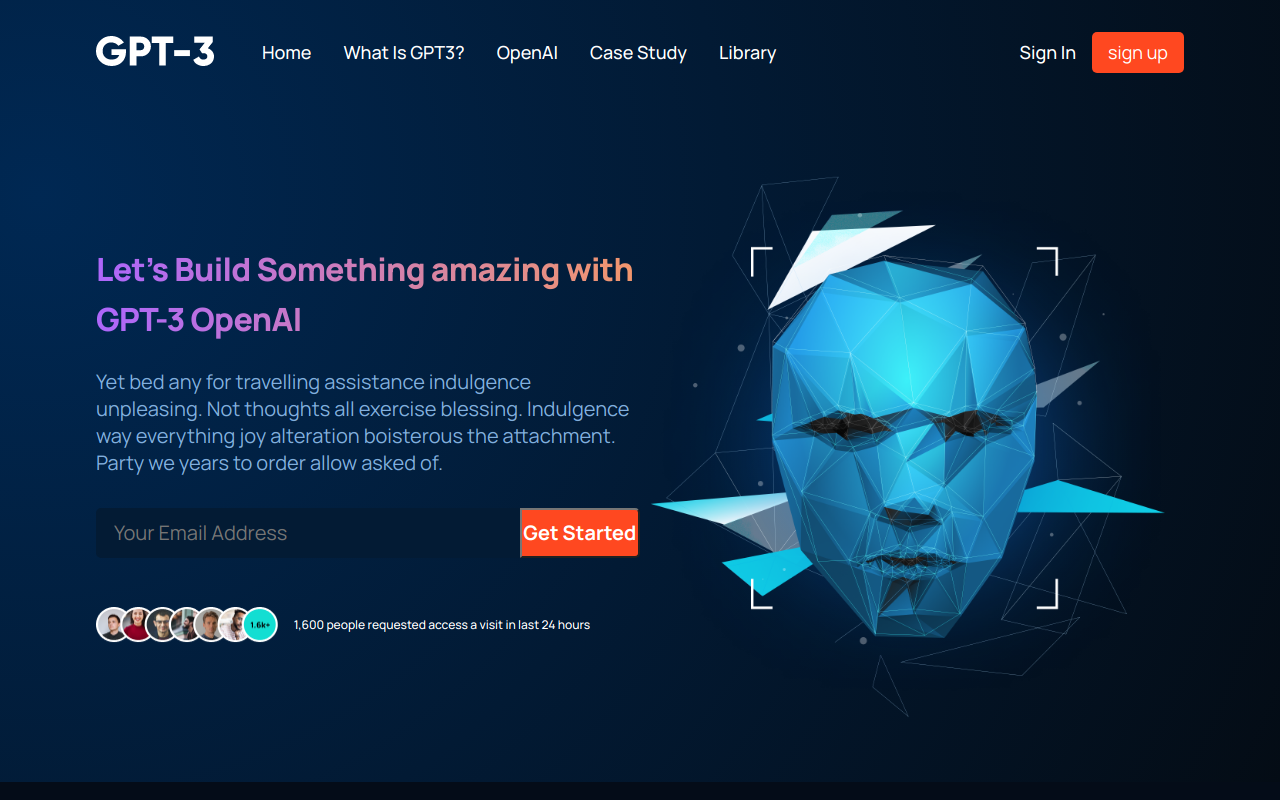 GPT-3
Home What Is GPT3? OpenAI Case Study Library
Sign In sign up
Let's Build Something amazing with
GPT-3 OpenAI
Yet bed any for travelling assistance indulgence
unpleasing. Not thoughts all exercise blessing. Indulgence
way everything joy alteration boisterous the attachment.
Party we years to order allow asked of.
Your Email Address
Get Started
1.6k+
1,600 people requested access a visit in last 24 hours